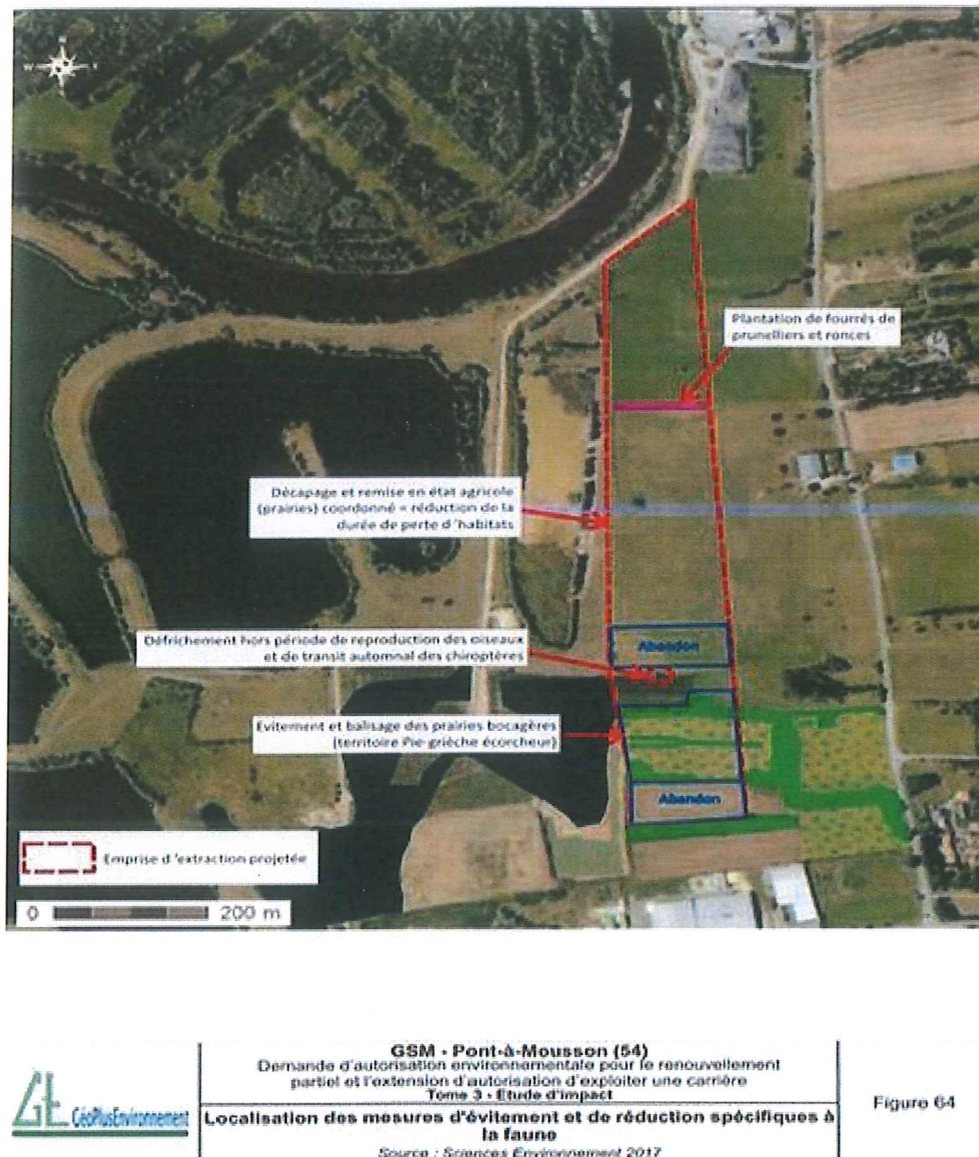 N
W
Plantation de fourrés de
prunelliers et ronces
Décapage et remise en état agricole
(prairies) coordonné = réduction de la
durée de perte d'habitats
Défrichement hors période de reproduction des oiseaux
et de transit automnal des chiroptères
Abandon
Evitement et balisage des prairies bocagères
(territoire Pie-grièche écorcheur)
Abandon
Emprise d'extraction projetée
0 200 m
GéoPlusEnvironnement
GSM - Pont-à-Mousson (54)
Demande d'autorisation environnementale pour le renouvellement
partiel et l'extension d'autorisation d'exploiter une carrière
Tome 3 - Etude d'impact
Localisation des mesures d'évitement et de réduction spécifiques à
la faune
Source : Sciences Environnement 2017
Figure 64